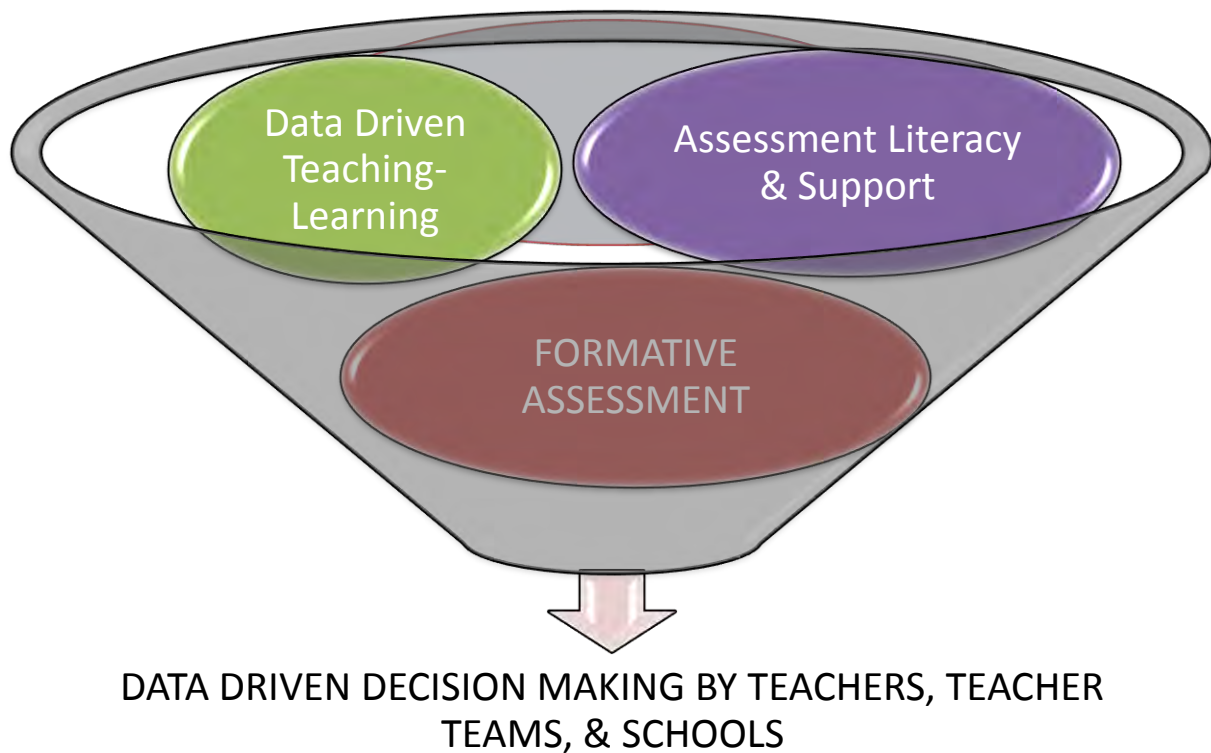 Data Driven
Teaching-
Learning
Assessment Literacy
& Support
FORMATIVE
ASSESSMENT
DATA DRIVEN DECISION MAKING BY TEACHERS, TEACHER
TEAMS, & SCHOOLS